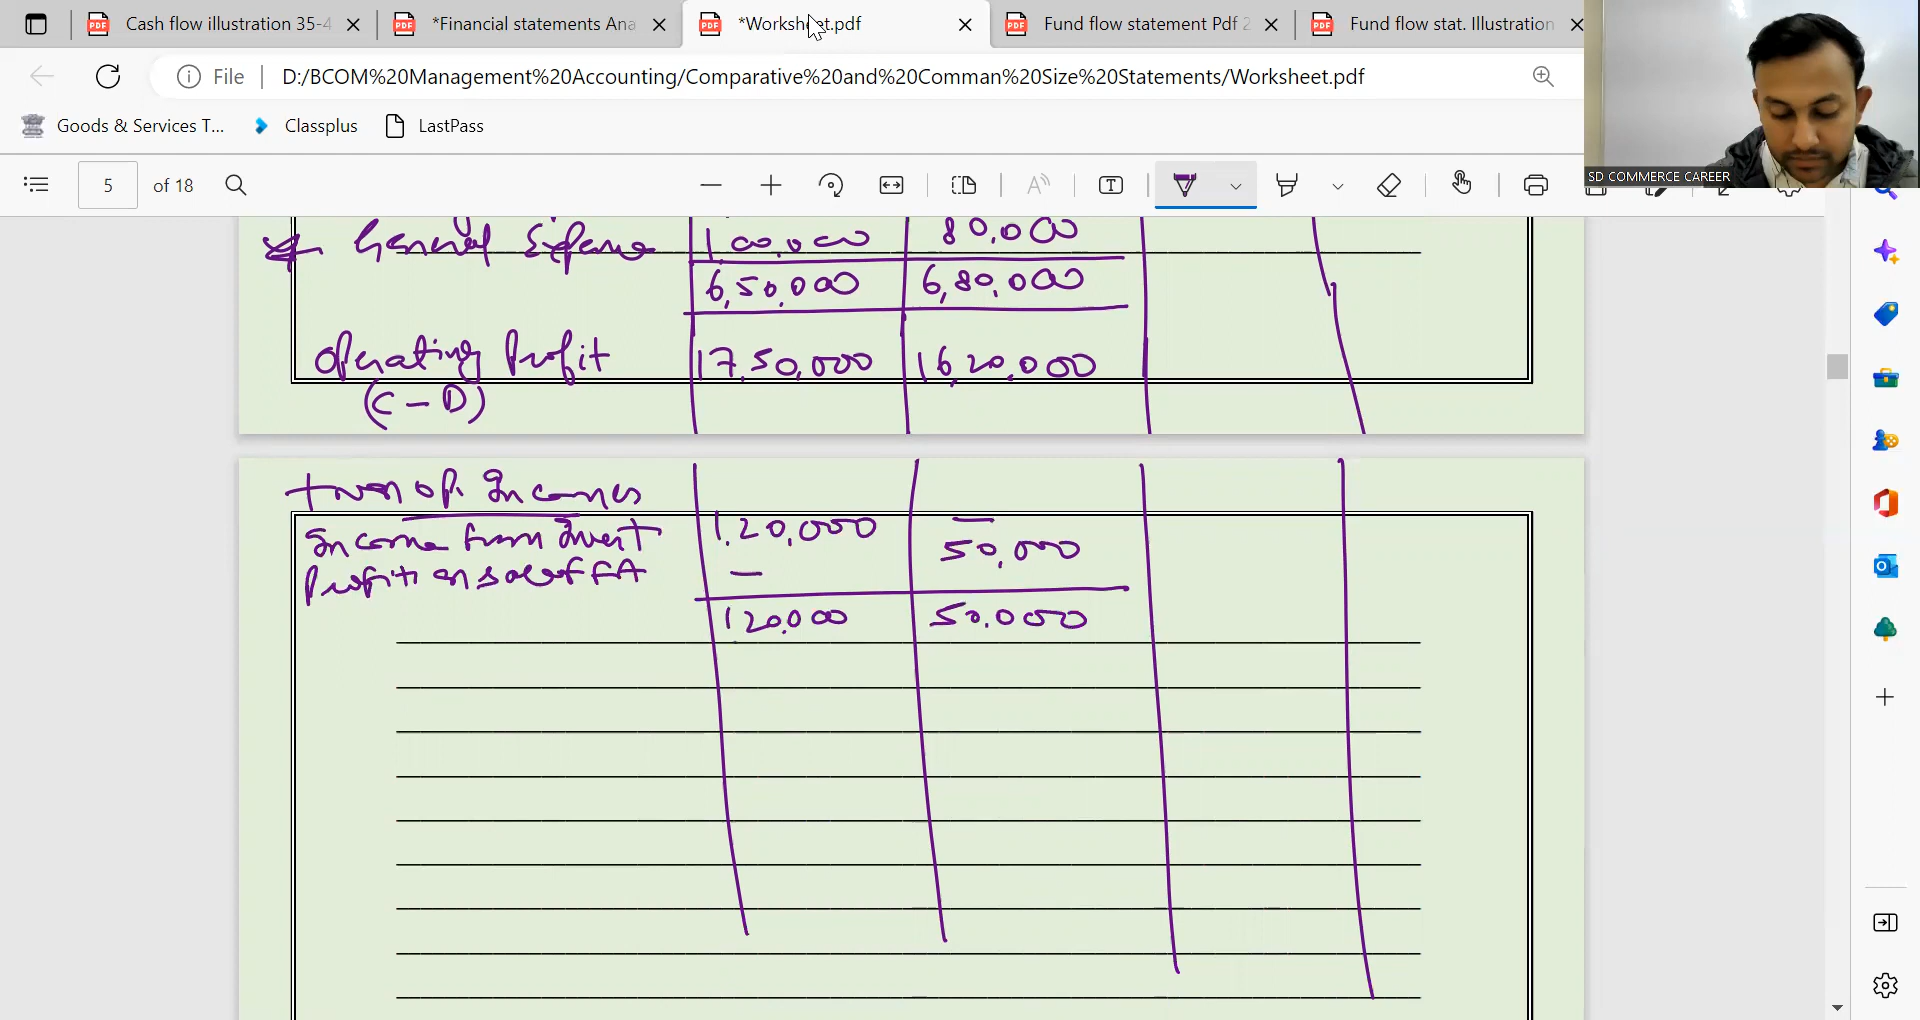 Cash flow illustration 35-4
*Financial statements Ana
*Worksheet.pdf
Fund flow statement Pdf 2
Fund flow stat. Illustration
File
D:/BCOM%20Management%20Accounting/Comparative%20and%20Comman%20Size%20Statements/Worksheet.pdf
Goods & Services T...
Classplus
LastPass
5 of 18
SD COMMERCE CAREER
General Expense 1,00,000 80,000
6,50,000 6,80,000
Operating Profit 17,50,000 16,20,000
(C - D)
Incomes
Income from Invest 1,20,000 —
Profit on sale of FA — 50,000
120,000 50,000